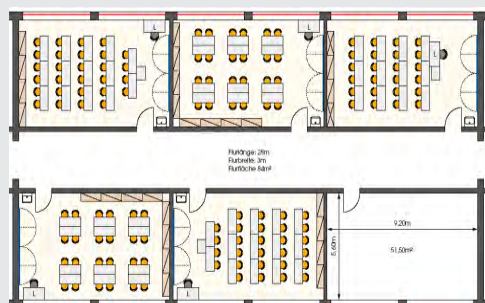 L
L
Flurlänge: 28m
Flurbreite: 3m
Flurfläche 84m²
9,20m
5,60m
51,50m²
L
L